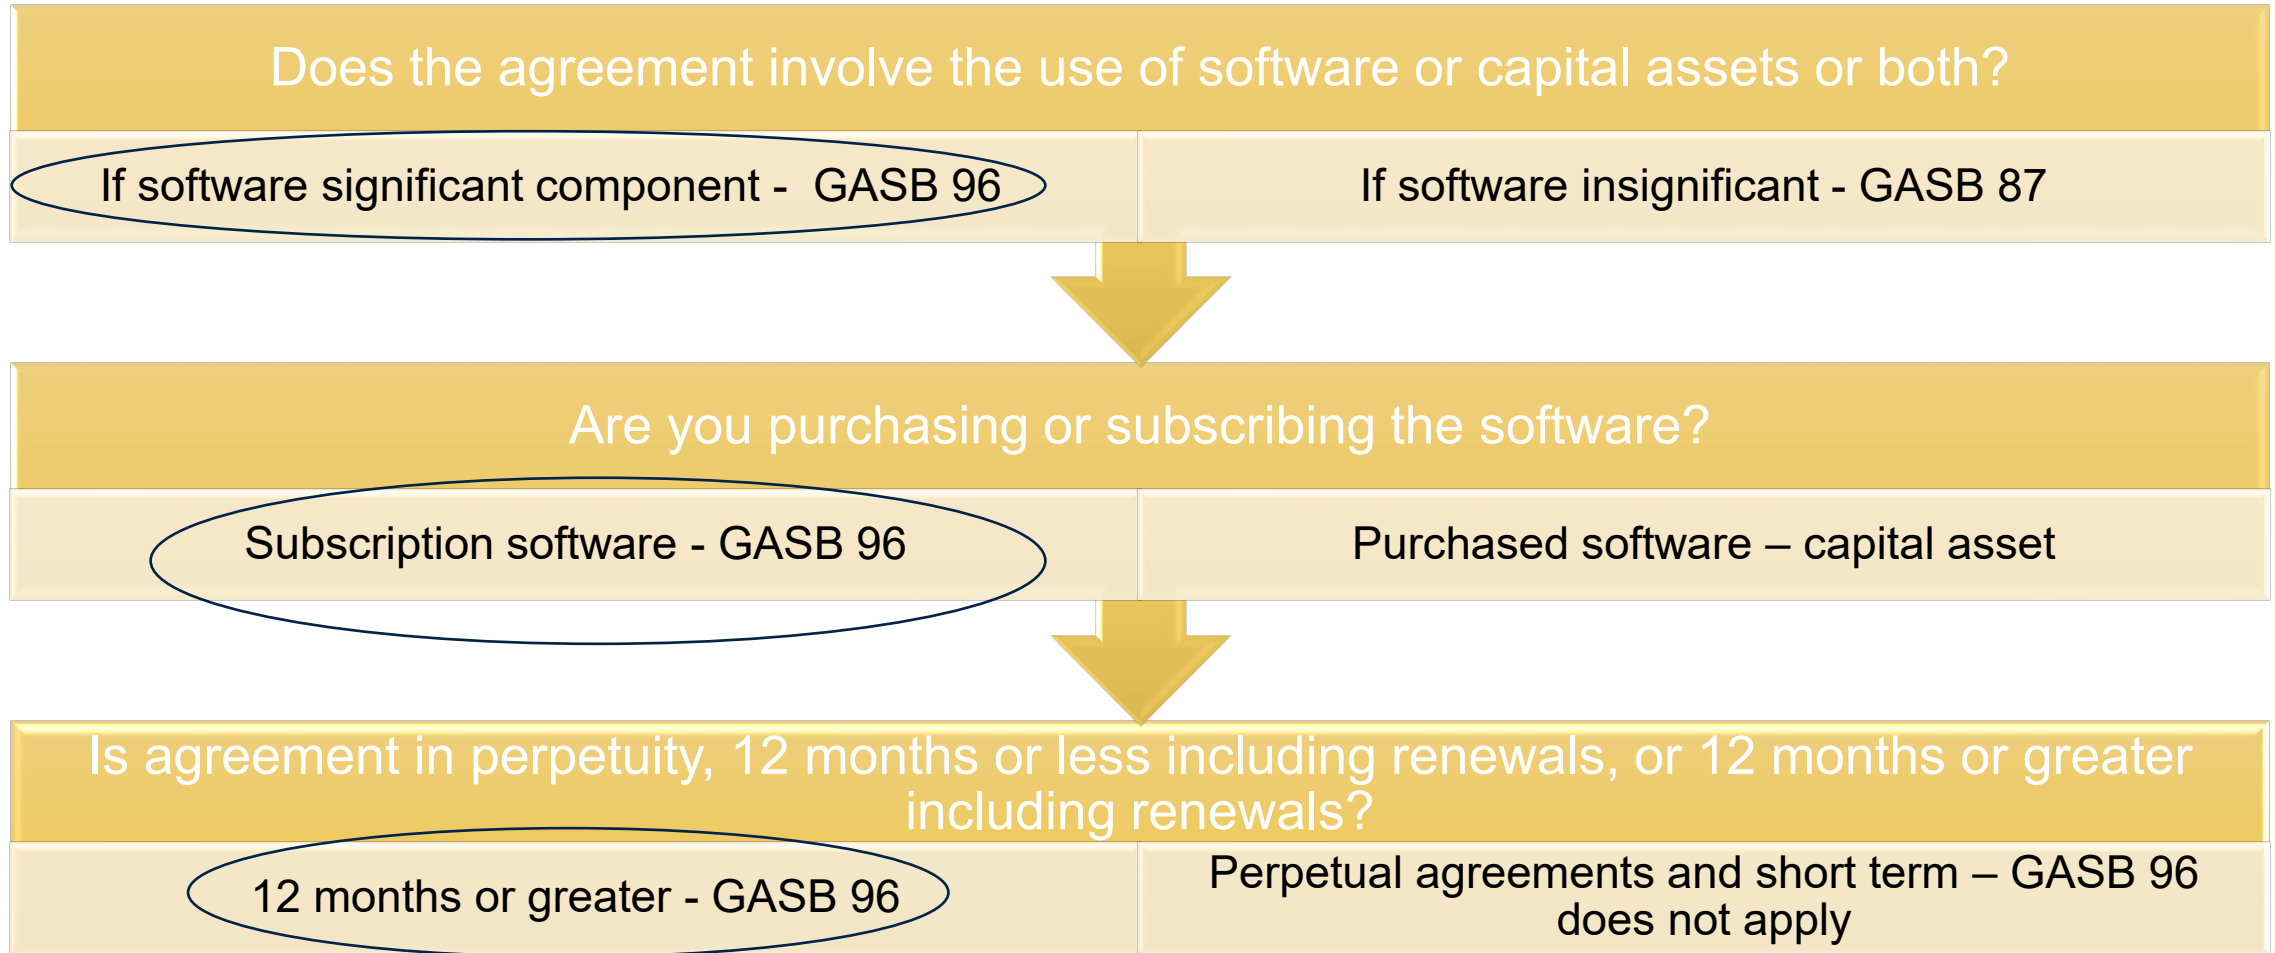 Does the agreement involve the use of software or capital assets or both?
If software significant component - GASB 96
If software insignificant - GASB 87
Are you purchasing or subscribing the software?
Subscription software - GASB 96
Purchased software – capital asset
Is agreement in perpetuity, 12 months or less including renewals, or 12 months or greater
including renewals?
12 months or greater - GASB 96
Perpetual agreements and short term – GASB 96
does not apply